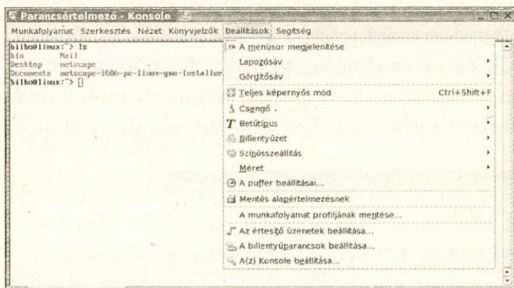 Parancsértelmező - Konsole
Munkafolyamat Szerkesztés Nézet Könyvjelzők Beállítások Segítség
bilbo@linux:~> ls
bin Mail
Desktop netscape
Documents netscape-i686-pc-linux-gnu-installer
bilbo@linux:~>
A menüsor megjelenítése
Lapozósáv
Görgítősáv
Teljes képernyős mód Ctrl+Shift+F
Csengő
Betűtípus
Billentyűzet
Színösszeállítás
Méret
A puffer beállításai...
Mentés alapértelmezésnek
A munkafolyamat profiljának mentése...
Az értesítő üzenetek beállítása...
A billentyűparancsok beállítása...
A(z) Konsole beállítása...